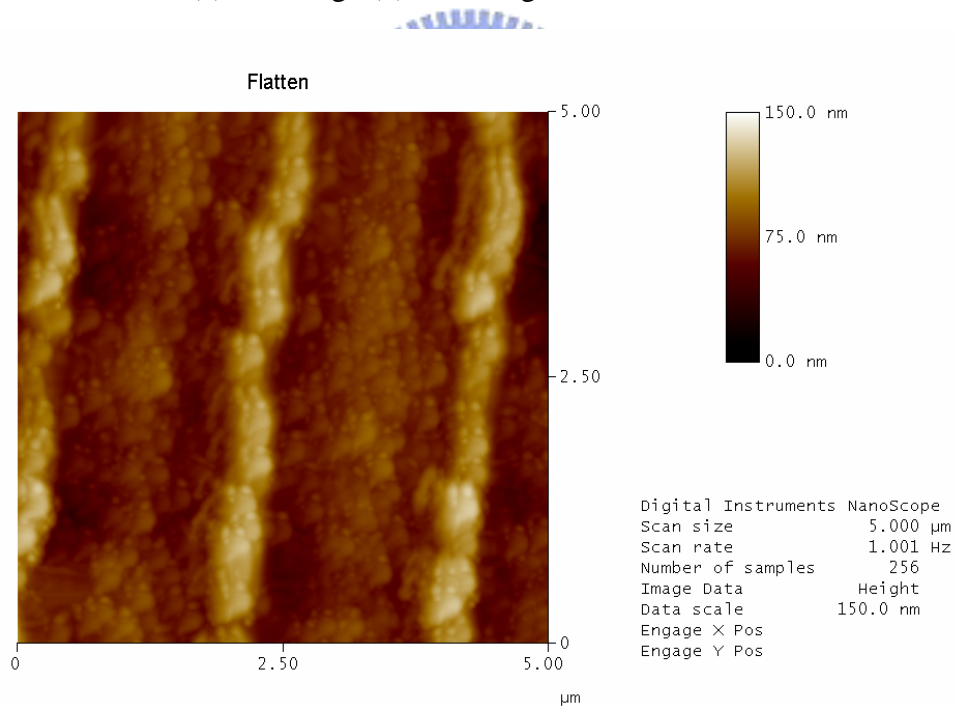 Flatten
5.00
150.0 nm
75.0 nm
0.0 nm
2.50
Digital Instruments NanoScope
Scan size 5.000 µm
Scan rate 1.001 Hz
Number of samples 256
Image Data Height
Data scale 150.0 nm
Engage X Pos
Engage Y Pos
0
0 2.50 5.00
µm